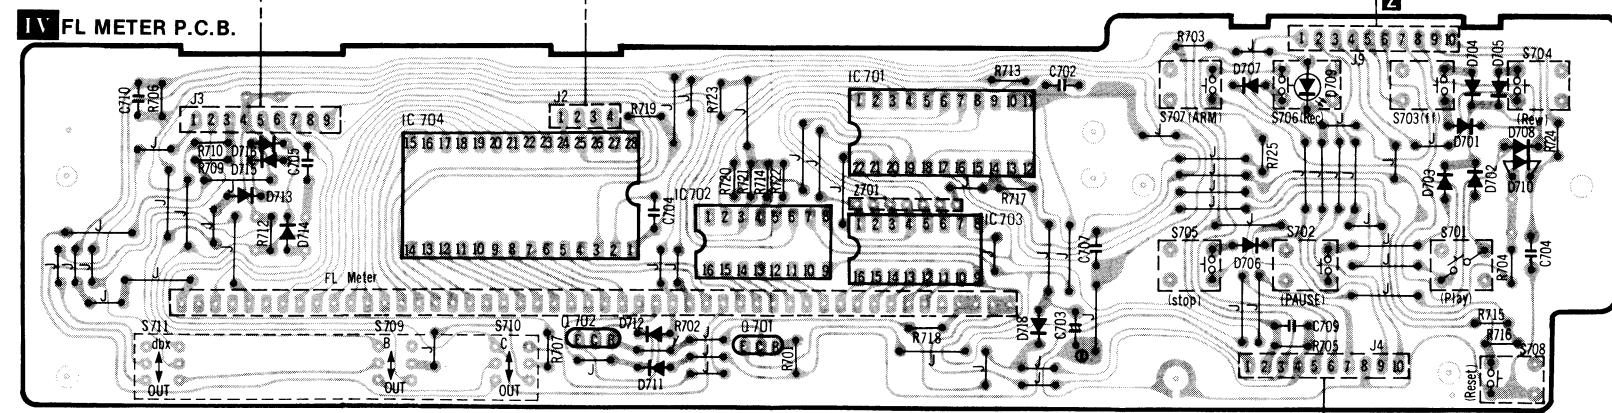 IV FL METER P.C.B.
Z
1 2 3 4 5 6 7 8 9 10
J9
R703
J
D707
D709
D704
D705
S704
S707(ARM)
S706(Rec)
S703(ff)
(Rew)
D701
D708
R724
R725
D703
D702
D710
C710
R706
J3
1 2 3 4 5 6 7 8 9
R710
R709
D715
C705
D713
R712
D714
IC 704
15 16 17 18 19 20 21 22 23 24 25 26 27 28
14 13 12 11 10 9 8 7 6 5 4 3 2 1
J2
1 2 3 4
R719
R723
C704
IC702
R720
R721
R714
R722
1 2 3 4 5 6 7 8
16 15 14 13 12 11 10 9
IC 701
1 2 3 4 5 6 7 8 9 10 11
22 21 20 19 18 17 16 15 14 13 12
R713
C702
Z701
R717
IC703
1 2 3 4 5 6 7 8
16 15 14 13 12 11 10 9
C707
S705
(stop)
D706
S702
(PAUSE)
S701
(Play)
R704
C704
FL Meter
S711
dbx
OUT
S709
B
OUT
S710
C
OUT
R707
Q 702
E C B
D712
R702
D711
Q 701
E C B
R701
R718
D718
C703
C709
R705
J4
1 2 3 4 5 6 7 8 9 10
R715
R716
S708
(Reset)